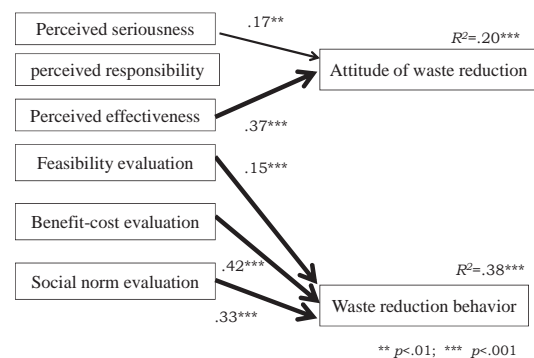 Perceived seriousness
.17**
R²=.20***
perceived responsibility
Attitude of waste reduction
Perceived effectiveness
.37***
Feasibility evaluation
.15***
Benefit-cost evaluation
Social norm evaluation
.42***
R²=.38***
.33***
Waste reduction behavior
** p<.01; *** p<.001